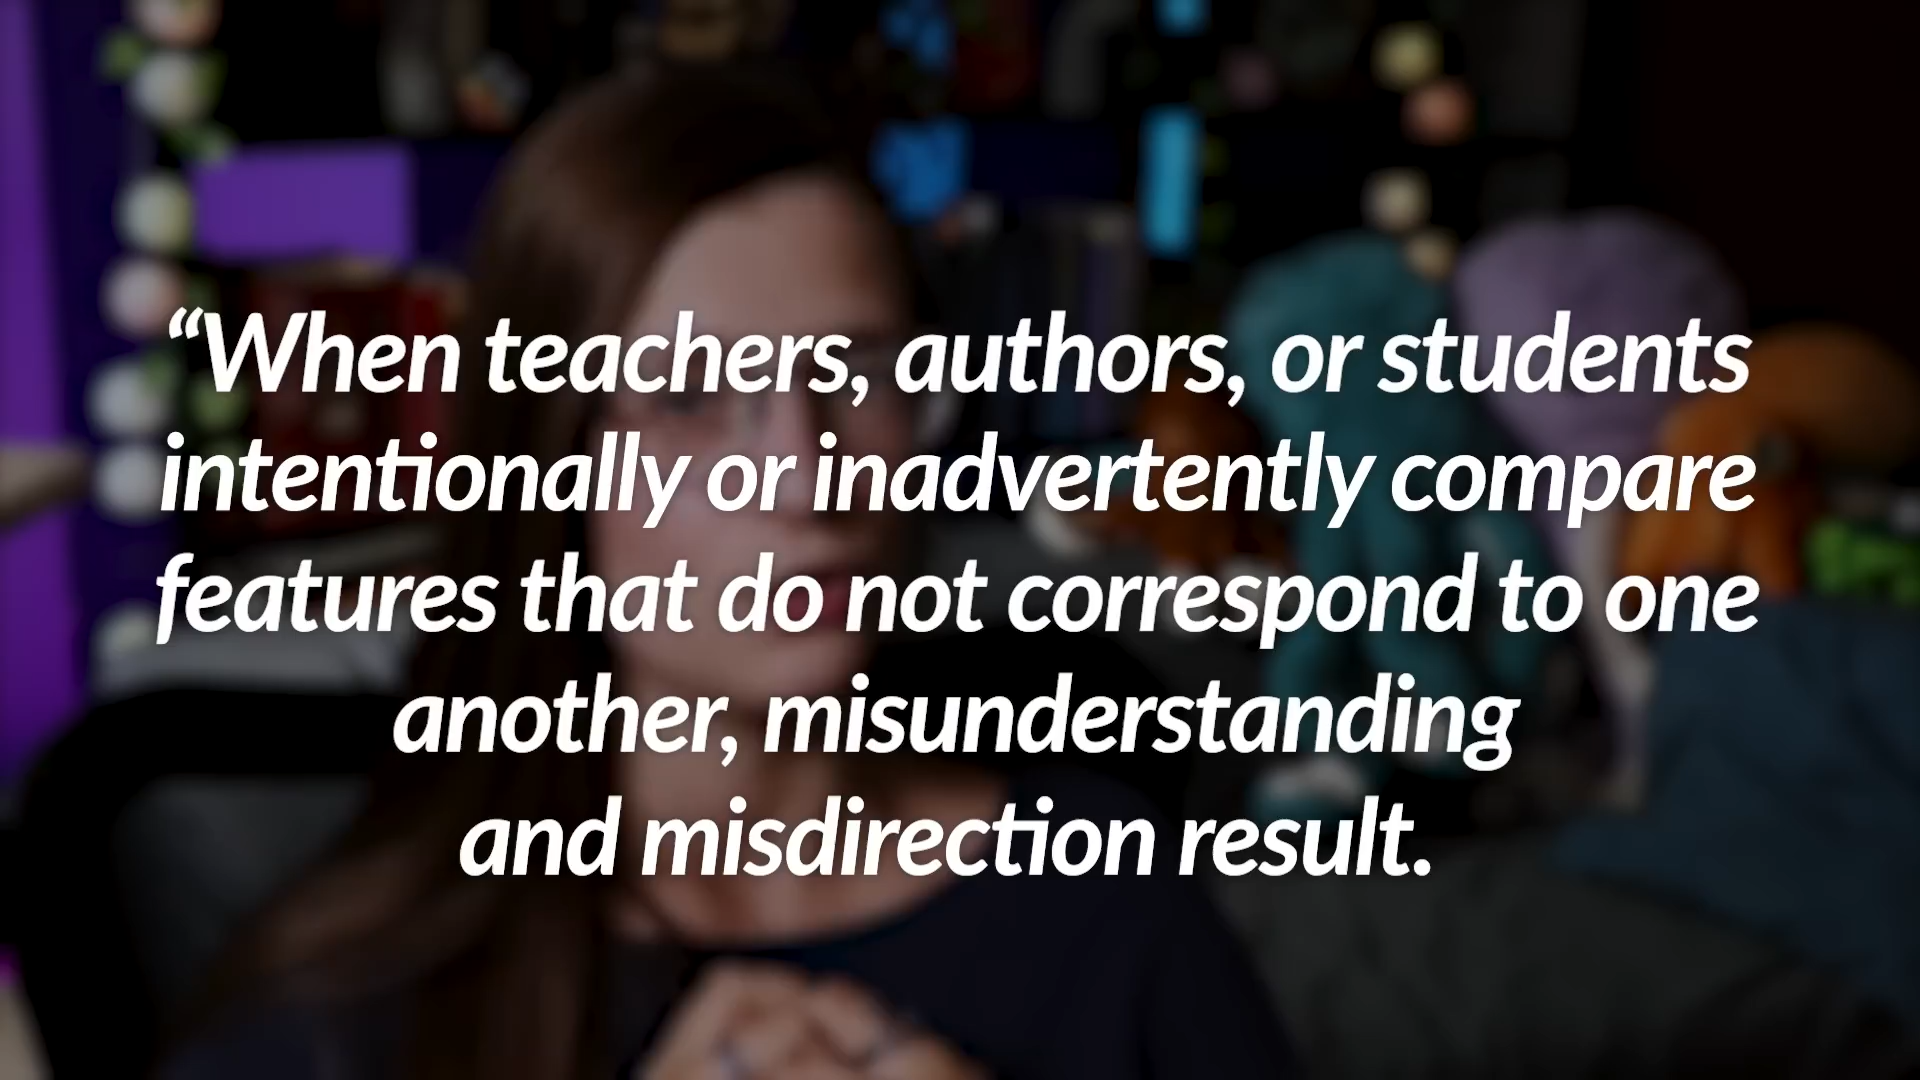 “When teachers, authors, or students
intentionally or inadvertently compare
features that do not correspond to one
another, misunderstanding
and misdirection result.